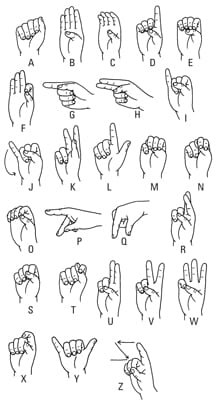 A B C D E
F G H I
J K L M N
O P Q R
S T U V W
X Y Z